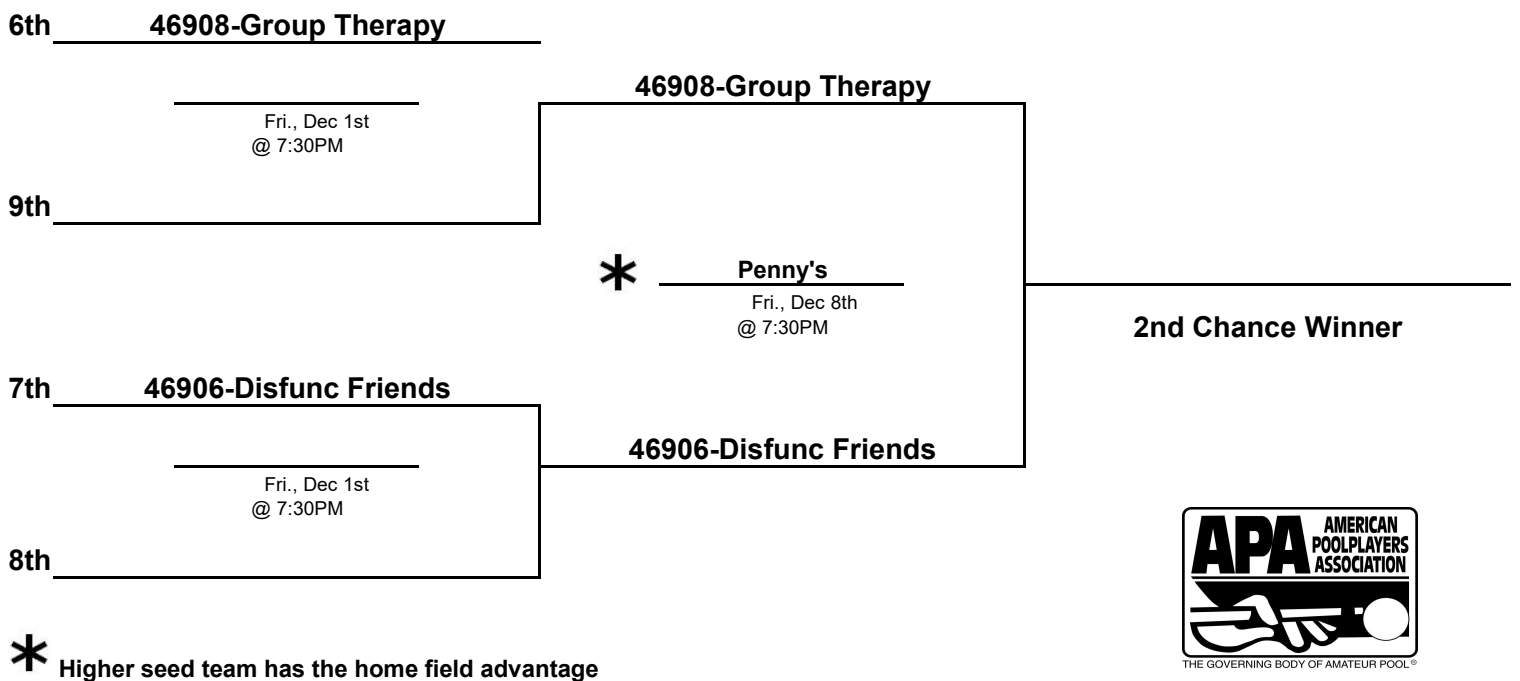 6th 46908-Group Therapy
46908-Group Therapy
Fri., Dec 1st
@ 7:30PM
9th
* Penny's
Fri., Dec 8th
@ 7:30PM
2nd Chance Winner
7th 46906-Disfunc Friends
46906-Disfunc Friends
Fri., Dec 1st
@ 7:30PM
8th
APA AMERICAN
POOLPLAYERS
ASSOCIATION
THE GOVERNING BODY OF AMATEUR POOL®
* Higher seed team has the home field advantage